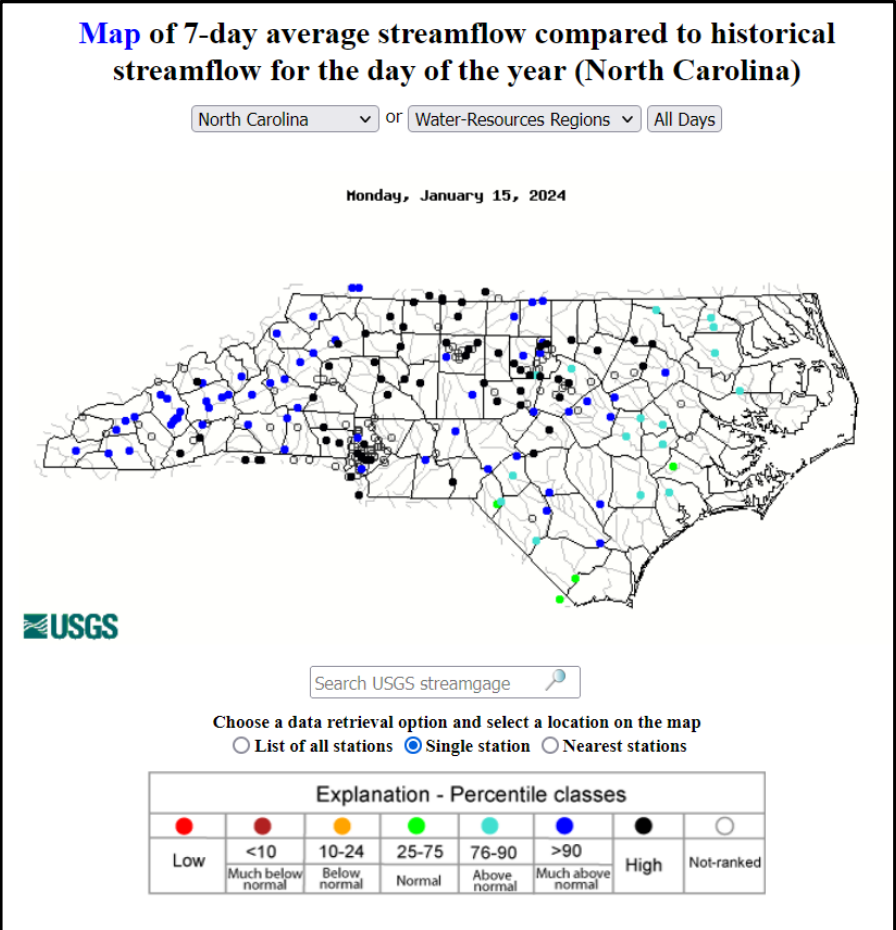 Map of 7-day average streamflow compared to historical
streamflow for the day of the year (North Carolina)
North Carolina or Water-Resources Regions All Days
Monday, January 15, 2024
USGS
Search USGS streamgage
Choose a data retrieval option and select a location on the map
List of all stations Single station Nearest stations
Explanation - Percentile classes
Low <10 10-24 25-75 76-90 >90 High Not-ranked
Much below Below Normal Above Much above
normal normal normal normal